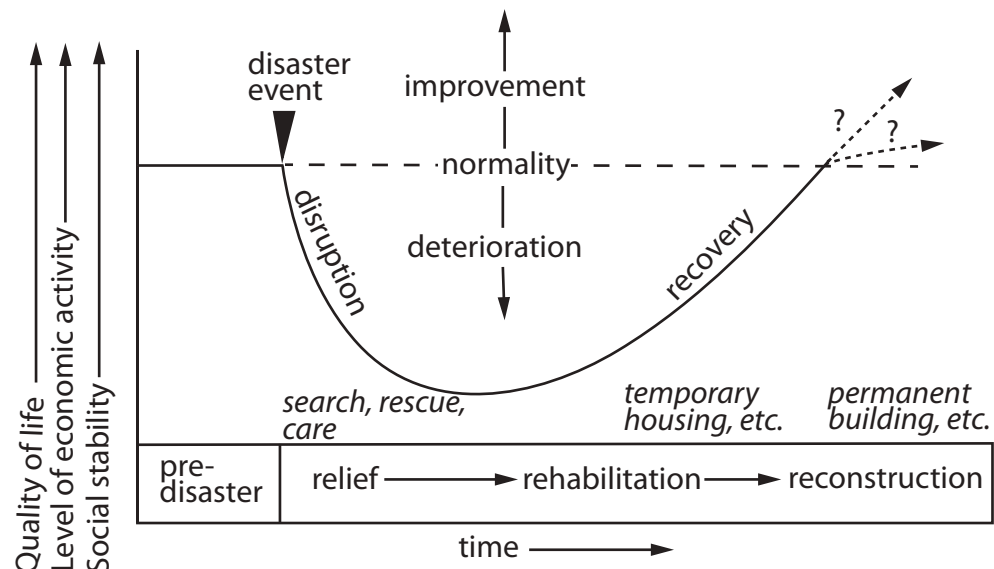 disaster
event
improvement
?
?
normality
disruption
deterioration
recovery
search, rescue,
care
temporary
housing, etc.
permanent
building, etc.
pre-
disaster
relief
rehabilitation
reconstruction
time
Quality of life
Level of economic activity
Social stability